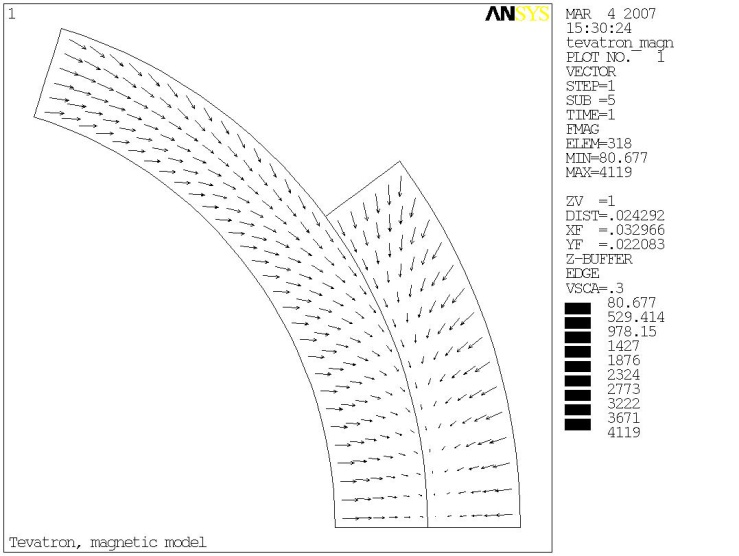 1
ANSYS
MAR  4 2007
15:30:24
tevatron_magn
PLOT NO.   1
VECTOR
STEP=1
SUB =5
TIME=1
FMAG
ELEM=318
MIN=80.677
MAX=4119
ZV  =1
DIST=.024292
XF  =.032966
YF  =.022083
Z-BUFFER
EDGE
VSCA=.3
80.677
529.414
978.15
1427
1876
2324
2773
3222
3671
4119
Tevatron, magnetic model